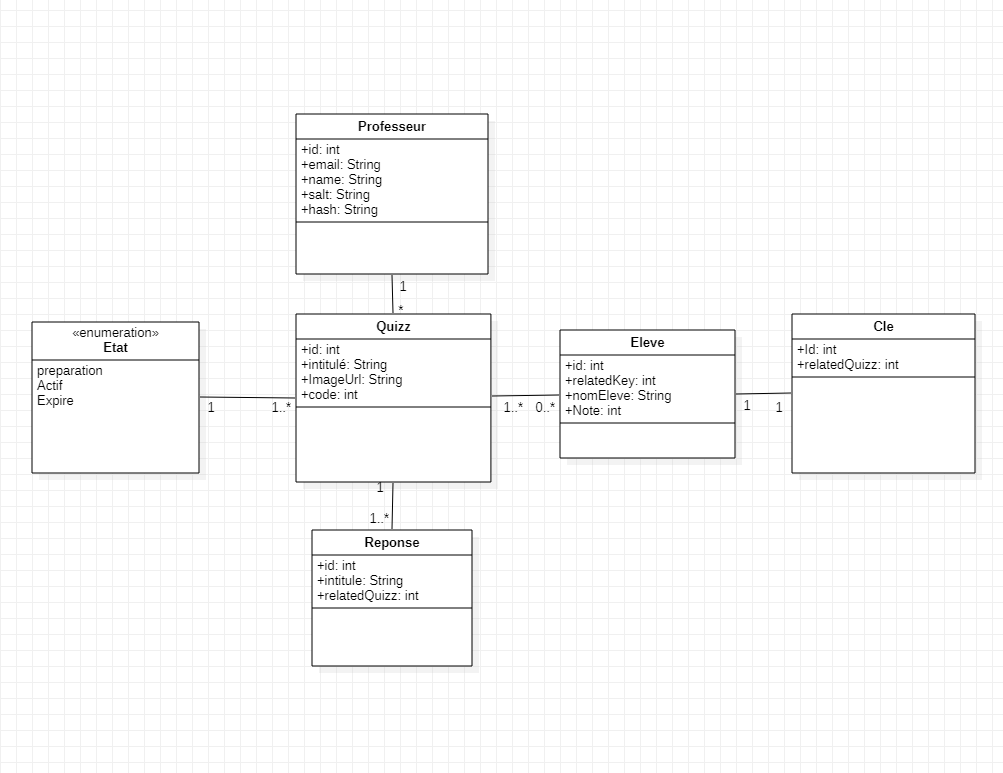 Professeur
+id: int
+email: String
+name: String
+salt: String
+hash: String
1
*
«enumeration»
Etat
preparation
Actif
Expire
1
1..*
Quizz
+id: int
+intitulé: String
+ImageUrl: String
+code: int
1..*
0..*
Eleve
+id: int
+relatedKey: int
+nomEleve: String
+Note: int
1
1
Cle
+Id: int
+relatedQuizz: int
1
1..*
Reponse
+id: int
+intitule: String
+relatedQuizz: int